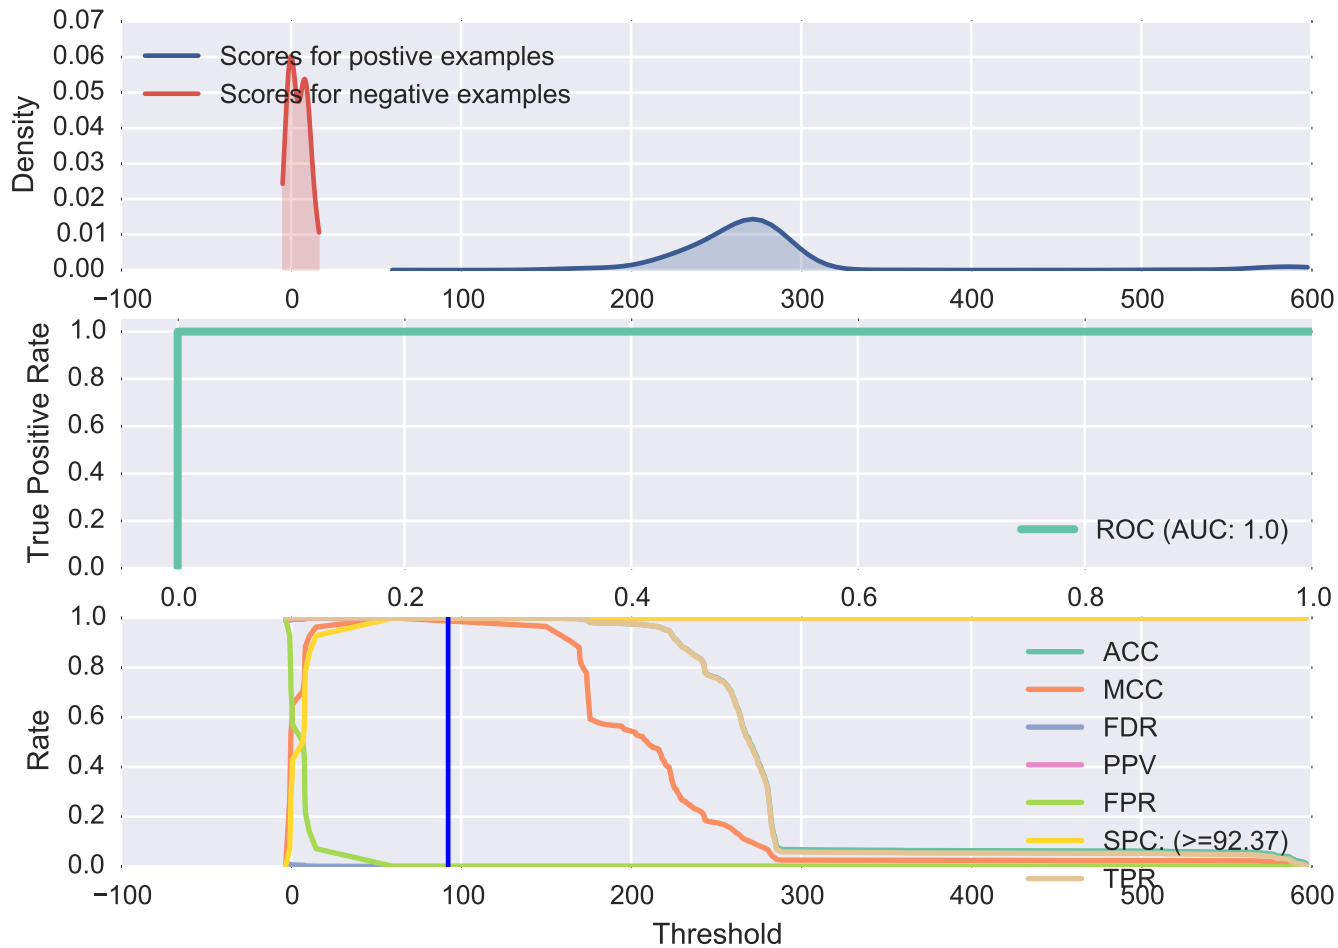 0.07
0.06
0.05
0.04
0.03
0.02
0.01
0.00
Density
Scores for postive examples
Scores for negative examples
−100 0 100 200 300 400 500 600
1.0
0.8
0.6
0.4
0.2
0.0
True Positive Rate
ROC (AUC: 1.0)
0.0 0.2 0.4 0.6 0.8 1.0
1.0
0.8
0.6
0.4
0.2
0.0
Rate
ACC
MCC
FDR
PPV
FPR
SPC: (>=92.37)
TPR
−100 0 100 200 300 400 500 600
Threshold